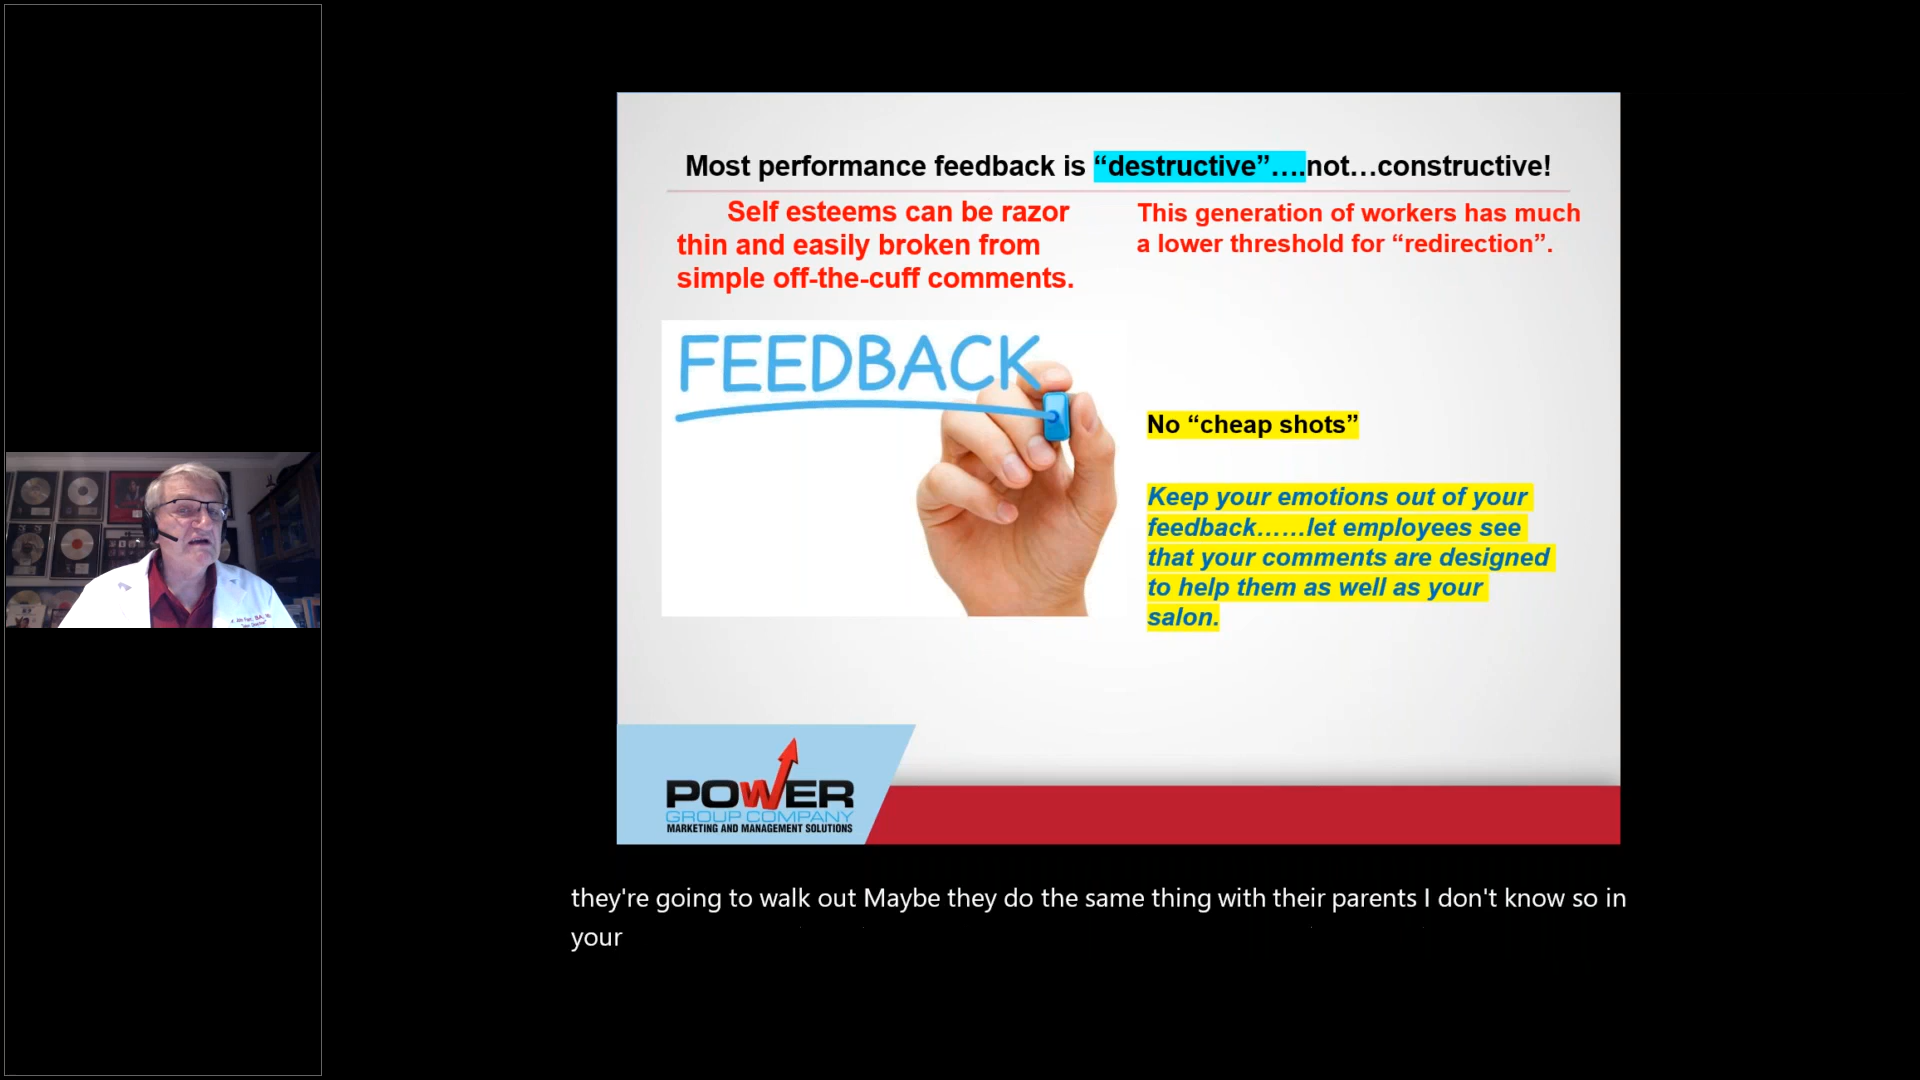 Most performance feedback is “destructive”….not…constructive!
Self esteems can be razor
thin and easily broken from
simple off-the-cuff comments.
This generation of workers has much
a lower threshold for “redirection”.
FEEDBACK
No “cheap shots”
Keep your emotions out of your
feedback……let employees see
that your comments are designed
to help them as well as your
salon.
POWER
GROUP COMPANY
MARKETING AND MANAGEMENT SOLUTIONS
they're going to walk out Maybe they do the same thing with their parents I don't know so in
your